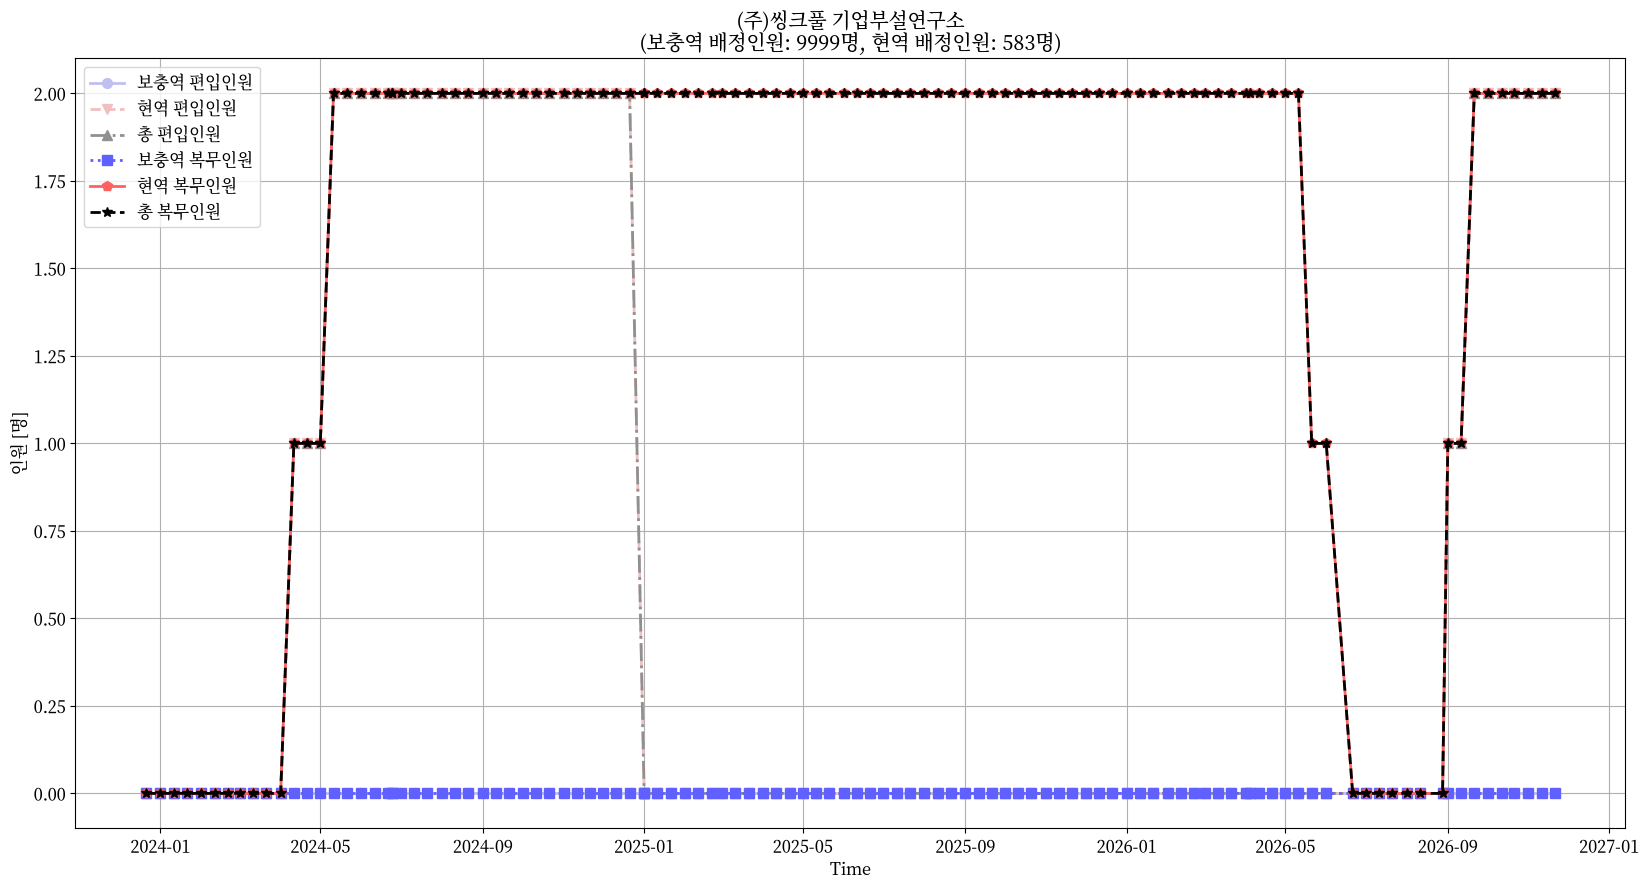 (주)씽크풀 기업부설연구소
(보충역 배정인원: 9999명, 현역 배정인원: 583명)
보충역 편입인원
현역 편입인원
총 편입인원
보충역 복무인원
현역 복무인원
총 복무인원
인원 [명]
2.00
1.75
1.50
1.25
1.00
0.75
0.50
0.25
0.00
2024-01
2024-05
2024-09
2025-01
2025-05
2025-09
2026-01
2026-05
2026-09
2027-01
Time